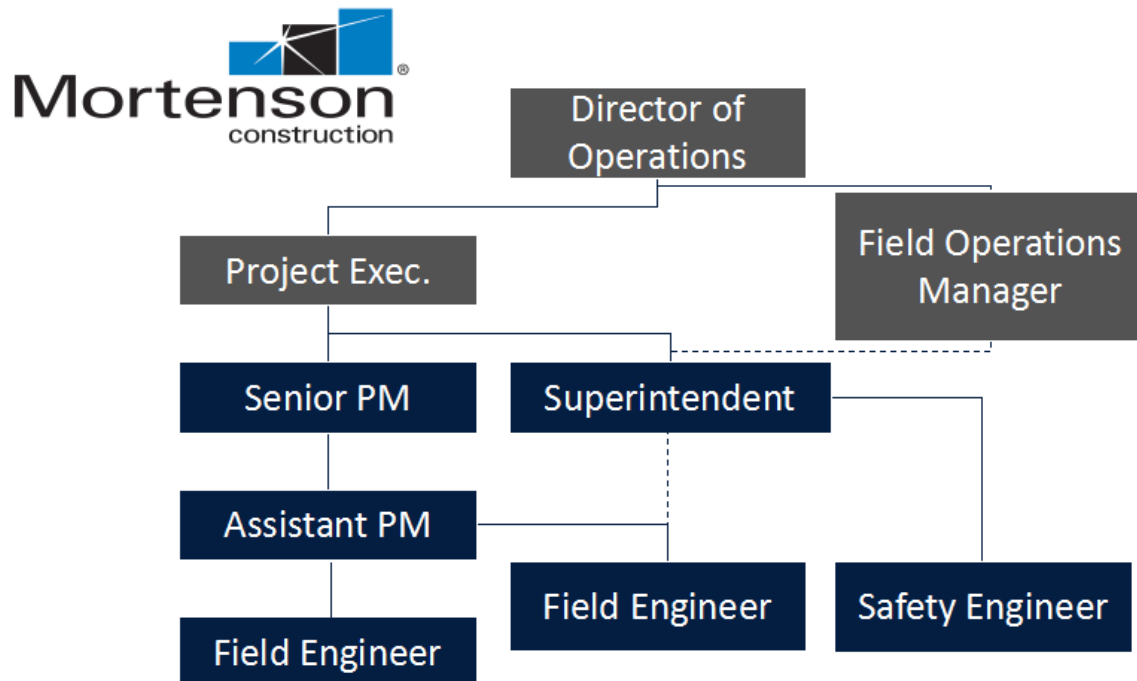 Mortenson
construction
®
Director of
Operations
Project Exec.
Field Operations
Manager
Senior PM
Superintendent
Assistant PM
Field Engineer
Safety Engineer
Field Engineer